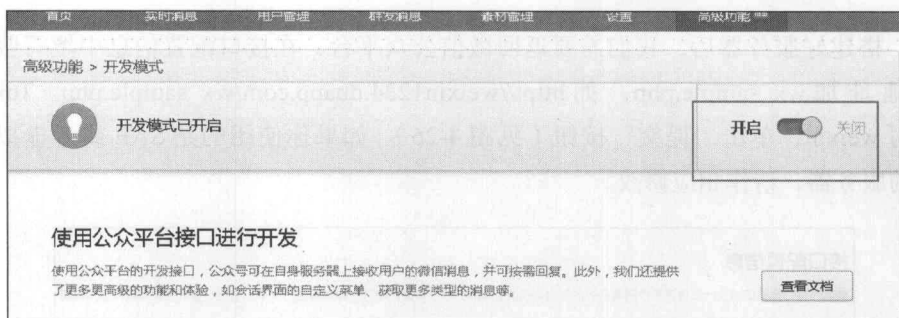 首页 实时消息 用户管理 群发消息 素材管理 设置 高级功能
高级功能 > 开发模式
开发模式已开启
开启 关闭
使用公众平台接口进行开发
使用公众平台的开发接口，公众号可在自身服务器上接收用户的微信消息，并可按需回复。此外，我们还提供
了更多更高级的功能和体验，如会话界面的自定义菜单、获取更多类型的消息等。
查看文档